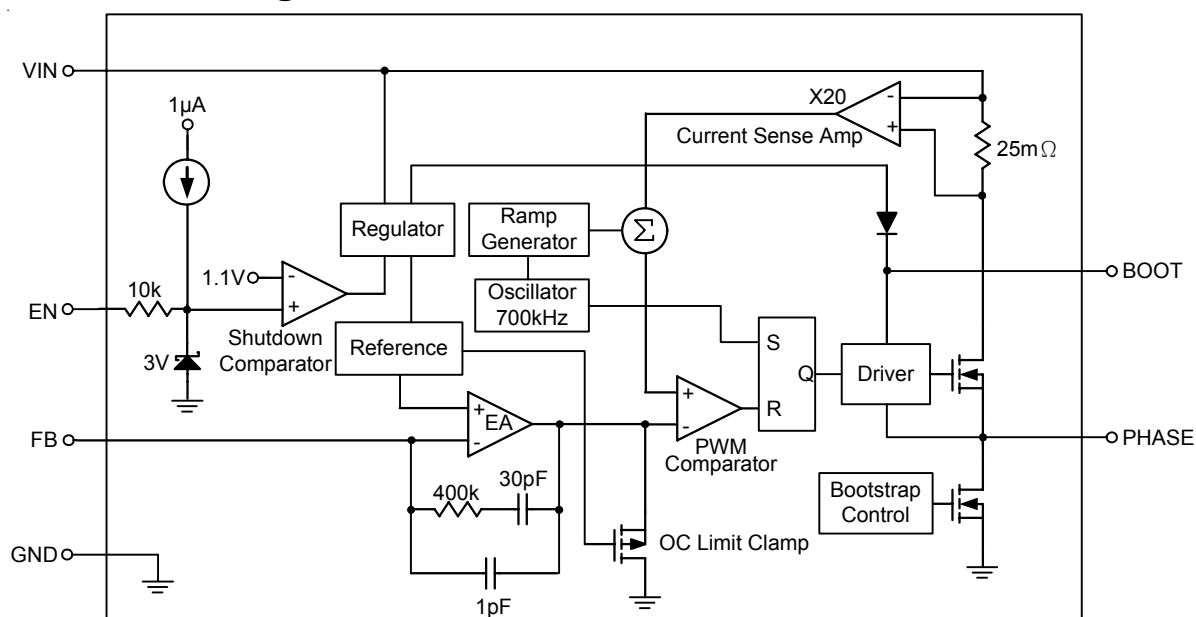 VIN
1µA
X20
Current Sense Amp
25mΩ
Regulator
Ramp
Generator
Σ
1.1V
-
+
-
+
BOOT
EN
10k
Oscillator
700kHz
Shutdown
Comparator
Reference
3V
S
Q
R
Driver
+
EA
-
+
-
PWM
Comparator
FB
PHASE
400k
30pF
Bootstrap
Control
OC Limit Clamp
GND
1pF